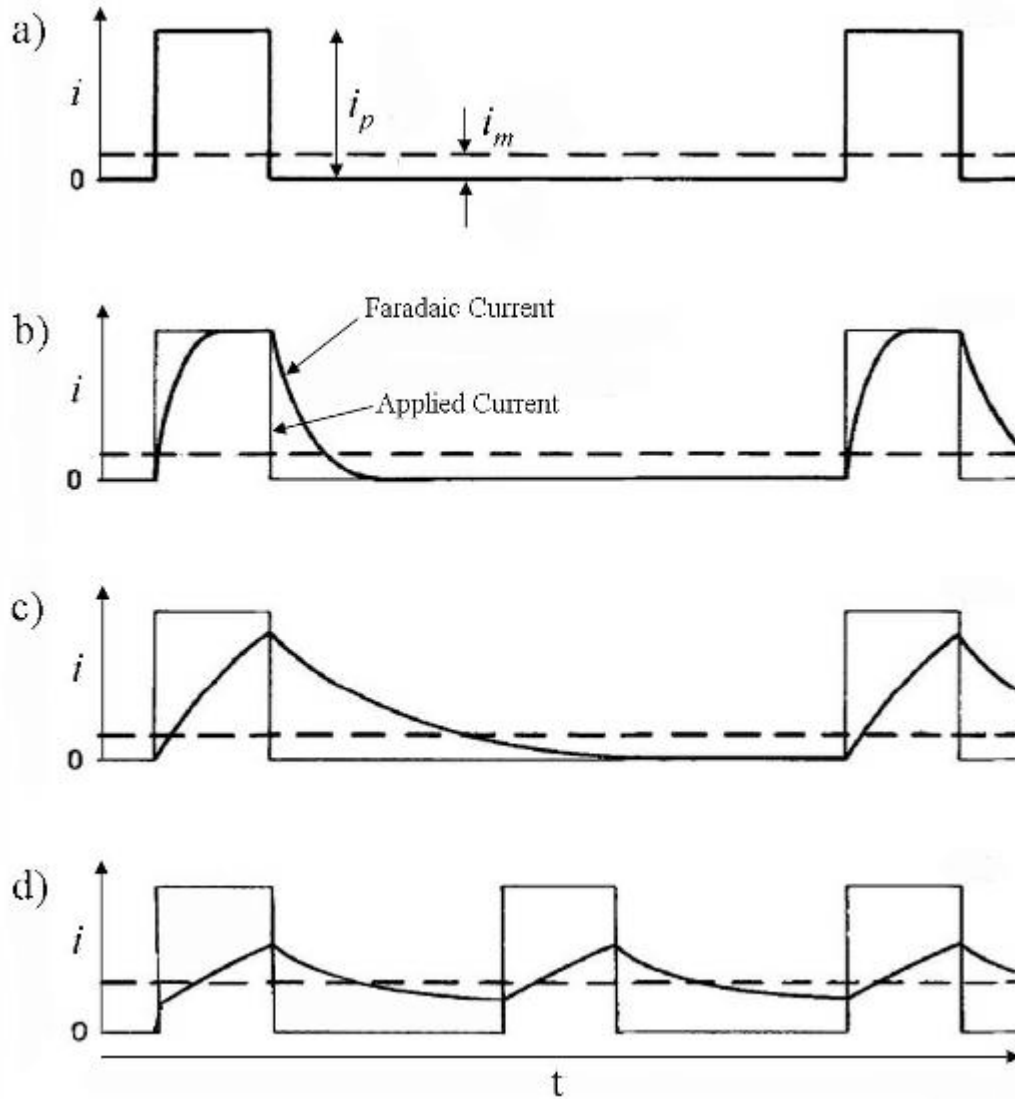 a)
i
i_p
i_m
0
b)
Faradaic Current
i
Applied Current
0
c)
i
0
d)
i
0
t